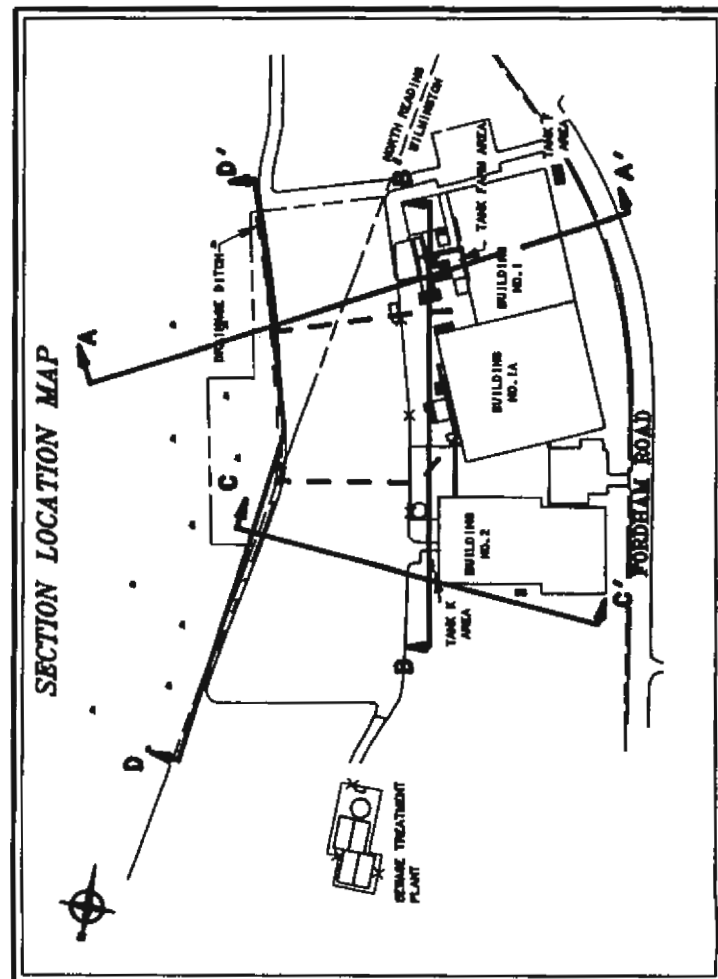 SECTION LOCATION MAP
D
D'
A
C
DRAINAGE DITCH
NORTH READING
WILMINGTON
B
B
TANK FARM AREA
TANK T
AREA
A'
BUILDING
NO.1
BUILDING
NO.1A
BUILDING
NO.2
TANK K
AREA
C'
FORDHAM ROAD
SEWAGE TREATMENT
PLANT